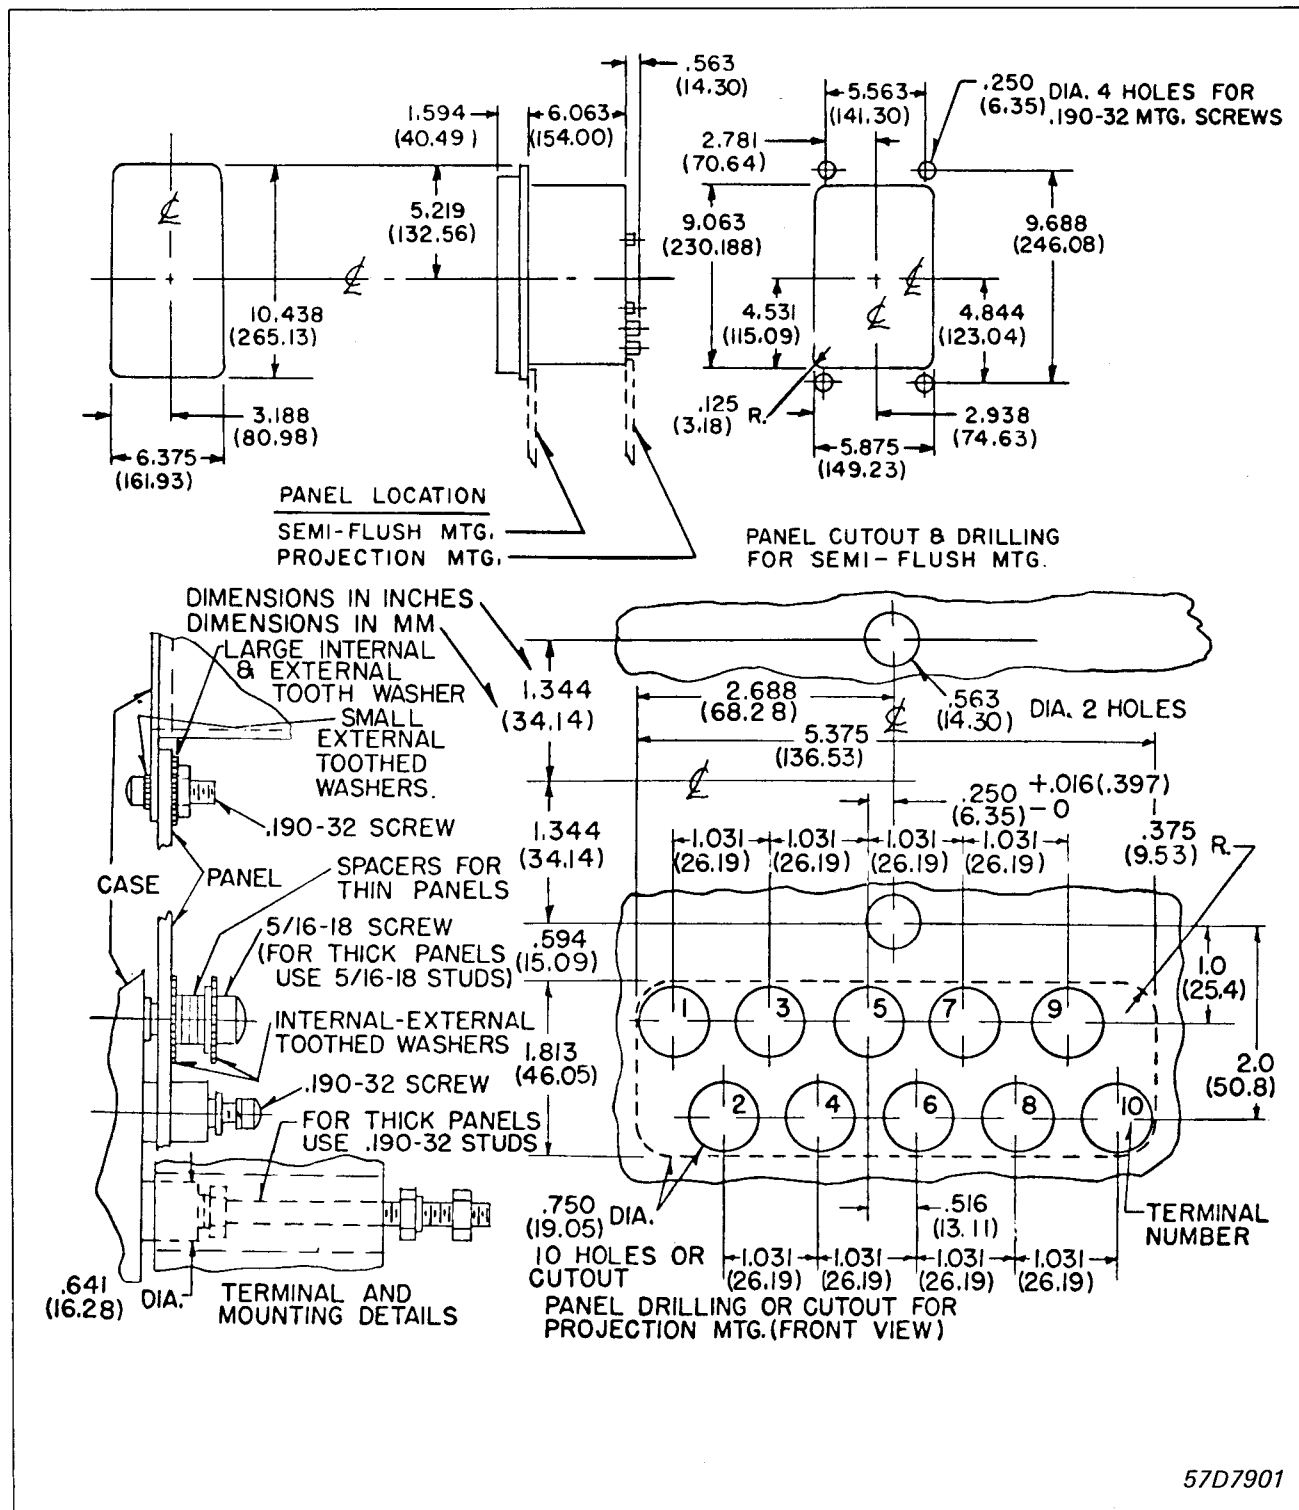 .563
(14.30)
1.594
(40.49)
6.063
(154.00)
5.563
(141.30)
.250
(6.35)
DIA. 4 HOLES FOR
.190-32 MTG. SCREWS
2.781
(70.64)
5.219
(132.56)
9.063
(230.188)
9.688
(246.08)
10.438
(265.13)
4.531
(115.09)
4.844
(123.04)
3.188
(80.98)
.125
(3.18) R.
2.938
(74.63)
6.375
(161.93)
5.875
(149.23)
PANEL LOCATION
SEMI-FLUSH MTG.
PROJECTION MTG.
PANEL CUTOUT & DRILLING
FOR SEMI-FLUSH MTG.
DIMENSIONS IN INCHES
DIMENSIONS IN MM
LARGE INTERNAL
& EXTERNAL
TOOTH WASHER
SMALL
EXTERNAL
TOOTHED
WASHERS.
.190-32 SCREW
CASE
PANEL
SPACERS FOR
THIN PANELS
5/16-18 SCREW
(FOR THICK PANELS
USE 5/16-18 STUDS)
INTERNAL-EXTERNAL
TOOTHED WASHERS
.190-32 SCREW
FOR THICK PANELS
USE .190-32 STUDS
.641
(16.28) DIA.
TERMINAL AND
MOUNTING DETAILS
1.344
(34.14)
2.688
(68.28)
.563
(14.30) DIA. 2 HOLES
5.375
(136.53)
.250 +.016(.397)
(6.35) -0
1.344
(34.14)
1.031 1.031 1.031 1.031
(26.19) (26.19) (26.19) (26.19)
.375
(9.53) R.
.594
(15.09)
1.0
(25.4)
1 3 5 7 9
1.813
(46.05)
2.0
(50.8)
2 4 6 8 10
.750
(19.05) DIA.
10 HOLES OR
CUTOUT
.516
(13.11)
TERMINAL
NUMBER
1.031 1.031 1.031 1.031
(26.19) (26.19) (26.19) (26.19)
PANEL DRILLING OR CUTOUT FOR
PROJECTION MTG.(FRONT VIEW)
57D7901